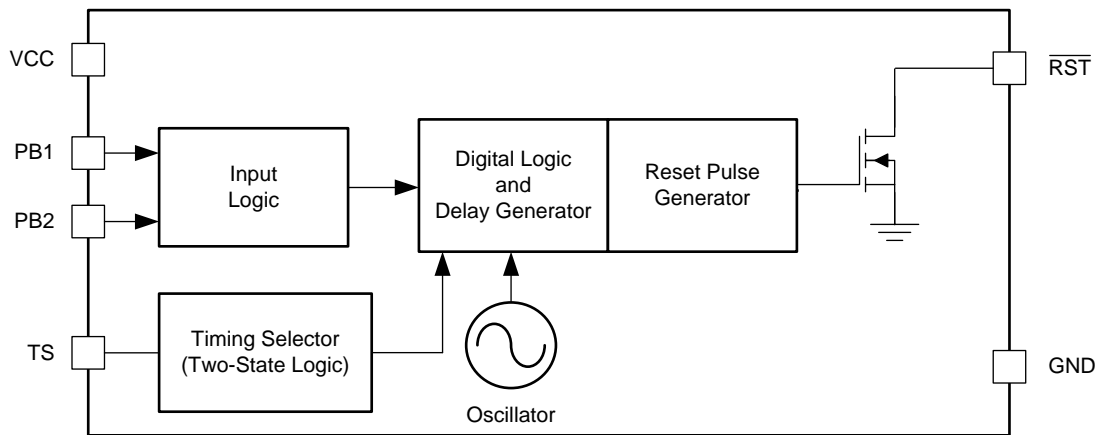 VCC
RST
PB1
PB2
Input
Logic
Digital Logic
and
Delay Generator
Reset Pulse
Generator
TS
Timing Selector
(Two-State Logic)
Oscillator
GND